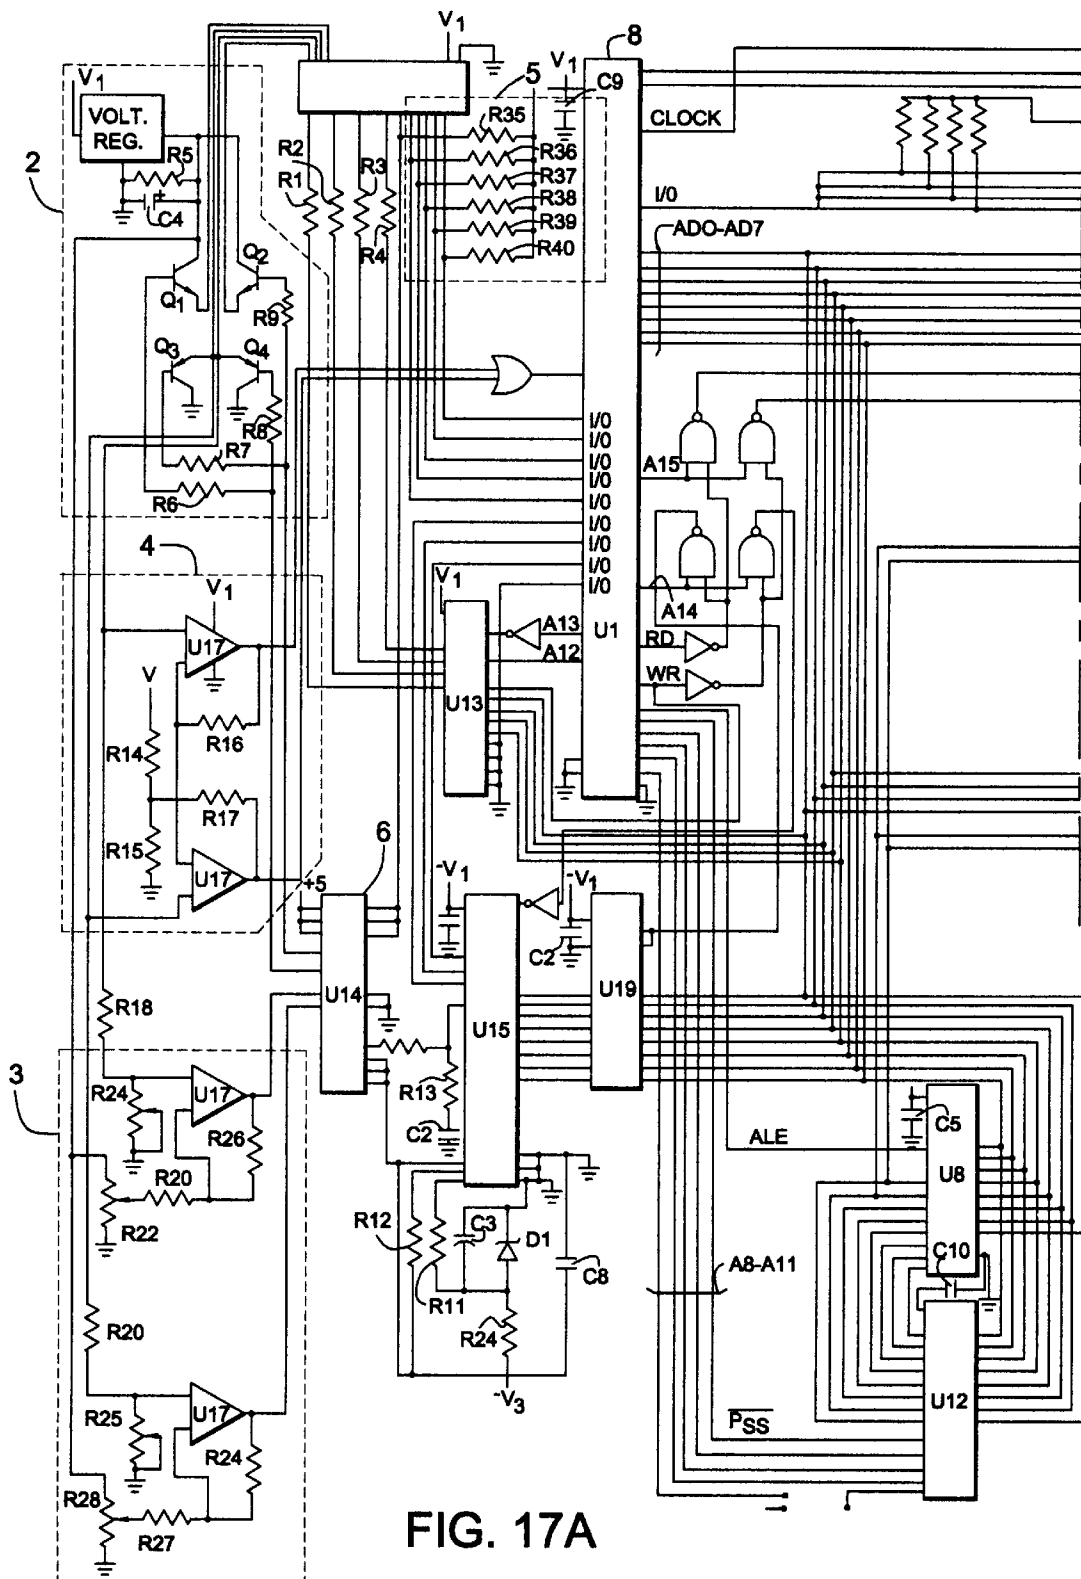 V1
8
V1
5
V1
C9
VOLT.
REG.
R35
CLOCK
R5
R2
R3
R36
2
R1
R37
I/0
C4
R38
ADO-AD7
R39
R4
R40
Q2
Q1
R9
Q3
Q4
R8
I/0
R7
I/0
I/0
A15
I/0
R6
I/0
I/0
4
I/0
I/0
V1
V1
I/0
A14
A13
U17
U1
RD
A12
V
WR
U13
R16
R14
R17
6
R15
U17
+5
-V1
-V1
C2
U14
U19
R18
U15
3
U17
R13
R24
C5
R26
C2
ALE
U8
R20
R12
C3
D1
R22
C10
C8
A8-A11
R11
R20
R24
U17
-V3
U12
R25
PSS
R24
R28
R27
FIG. 17A